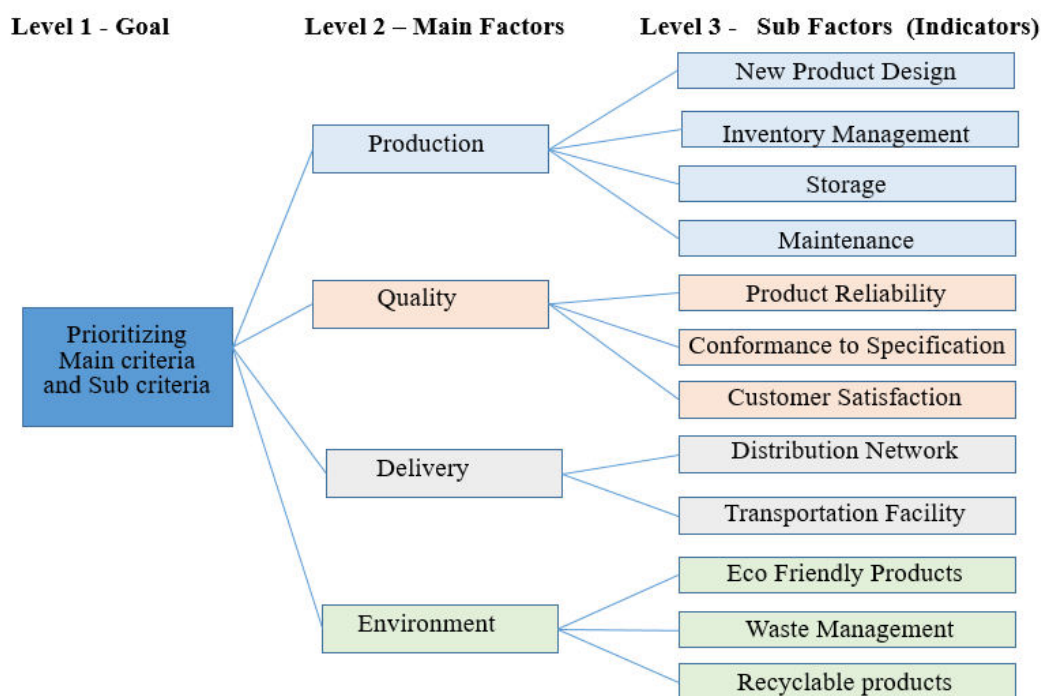 Level 1 - Goal
Level 2 – Main Factors
Level 3 - Sub Factors (Indicators)
Prioritizing
Main criteria
and Sub criteria
Production
New Product Design
Inventory Management
Storage
Maintenance
Quality
Product Reliability
Conformance to Specification
Customer Satisfaction
Delivery
Distribution Network
Transportation Facility
Environment
Eco Friendly Products
Waste Management
Recyclable products